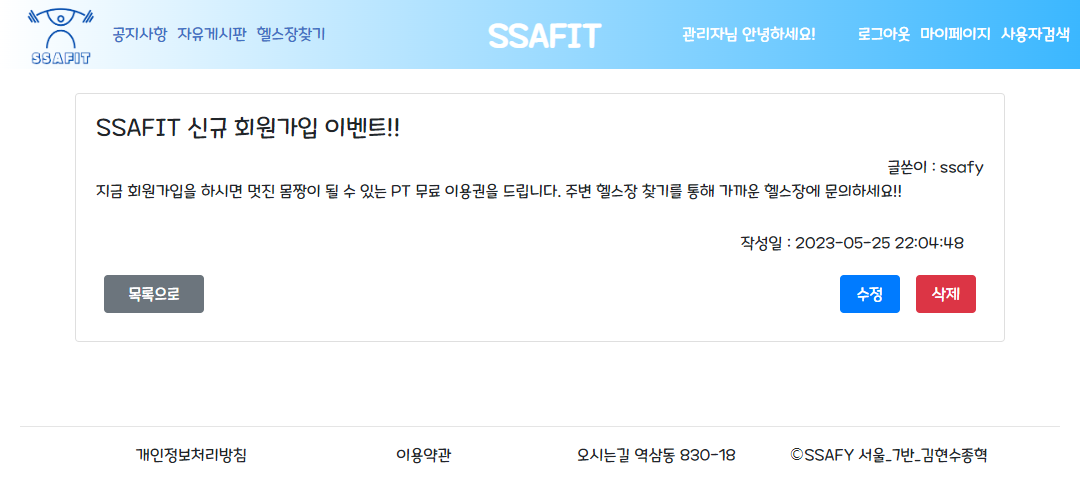 SSAFIT
공지사항 자유게시판 헬스장찾기
SSAFIT
관리자님 안녕하세요!
로그아웃 마이페이지 사용자검색
SSAFIT 신규 회원가입 이벤트!!
글쓴이 : ssafy
지금 회원가입을 하시면 멋진 몸짱이 될 수 있는 PT 무료 이용권을 드립니다. 주변 헬스장 찾기를 통해 가까운 헬스장에 문의하세요!!
작성일 : 2023-05-25 22:04:48
목록으로
수정
삭제
개인정보처리방침
이용약관
오시는길 역삼동 830-18
©SSAFY 서울_7반_김현수종혁